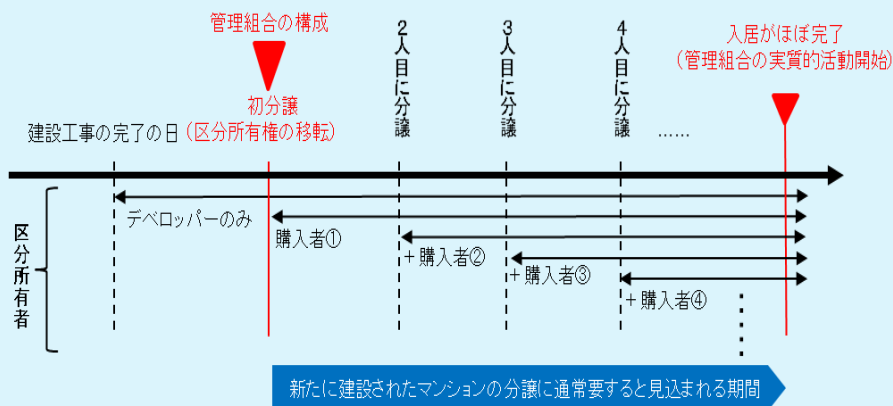 管理組合の構成
初分譲
(区分所有権の移転)
建設工事の完了の日
2人目に分譲
3人目に分譲
4人目に分譲
……
入居がほぼ完了
(管理組合の実質的活動開始)
区分所有者
デベロッパーのみ
購入者①
+購入者②
+購入者③
+購入者④
新たに建設されたマンションの分譲に通常要すると見込まれる期間